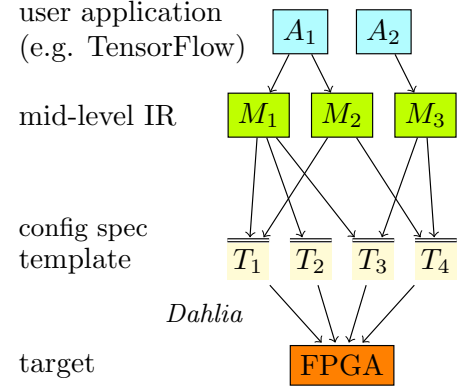 user application
(e.g. TensorFlow)
A1 A2
mid-level IR
M1 M2 M3
config spec
template
T1 T2 T3 T4
Dahlia
target
FPGA